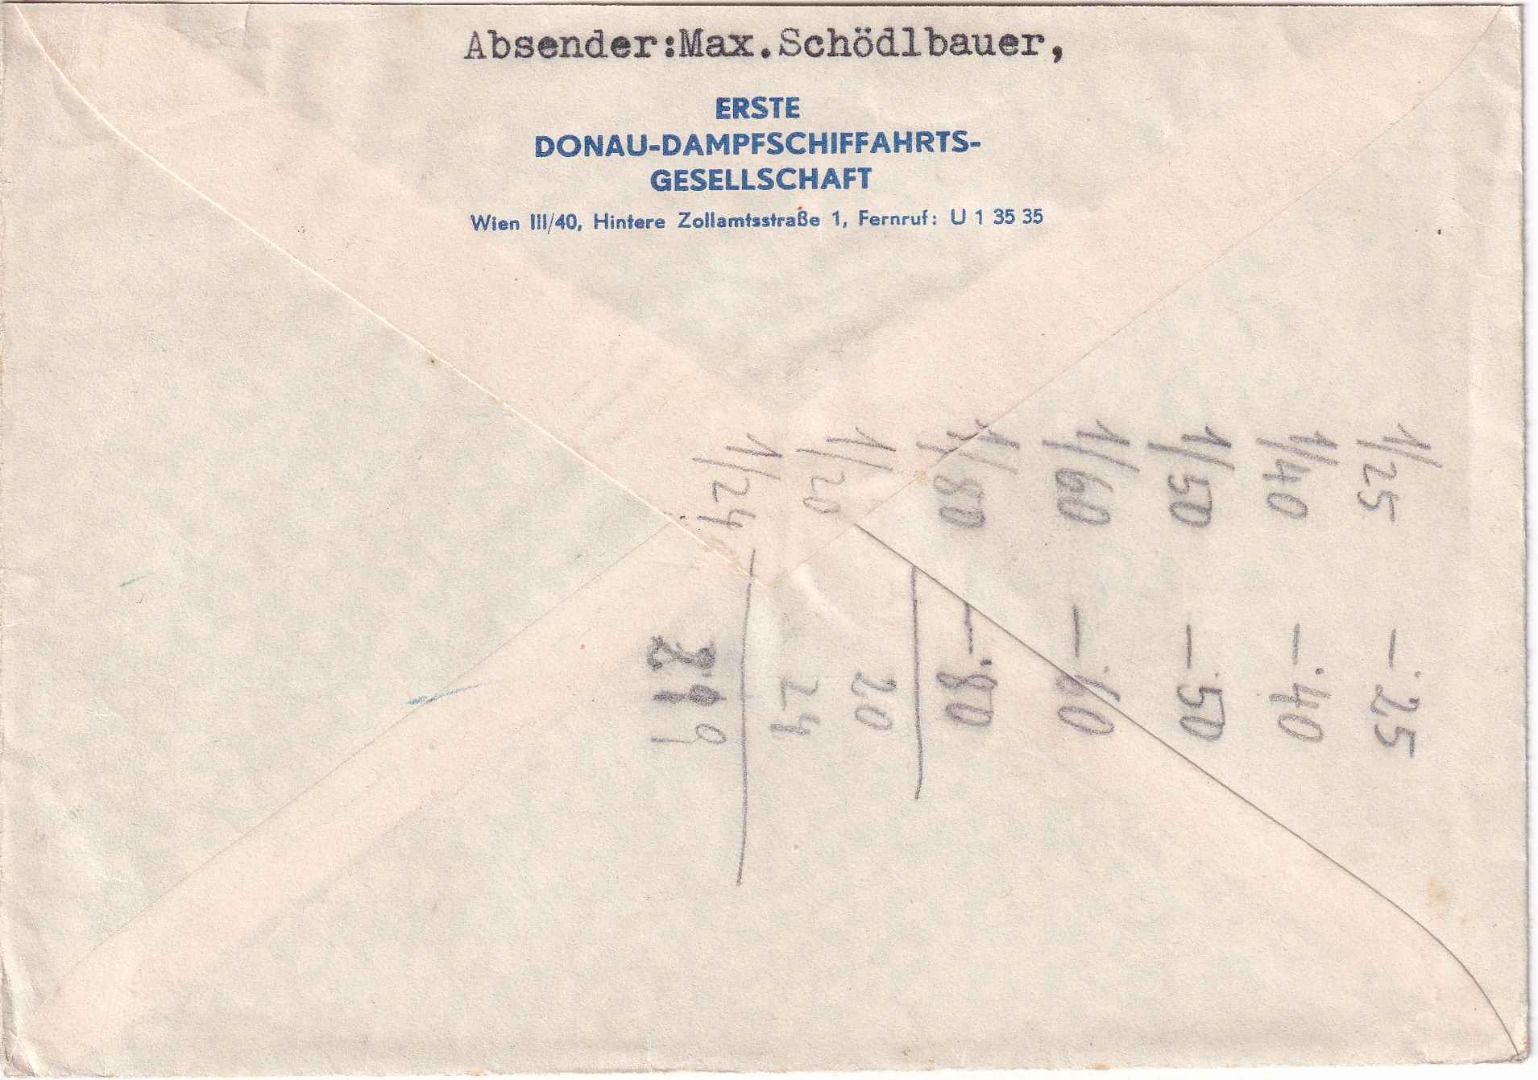 Absender:Max.Schödlbauer,
ERSTE
DONAU-DAMPFSCHIFFAHRTS-
GESELLSCHAFT
Wien III/40, Hintere Zollamtsstraße 1, Fernruf: U 1 35 35
1/25 — 25
1/40 — 40
1/50 — 50
1/60 — 60
1/80 — 80
1/20 20
1/24 — 24
299